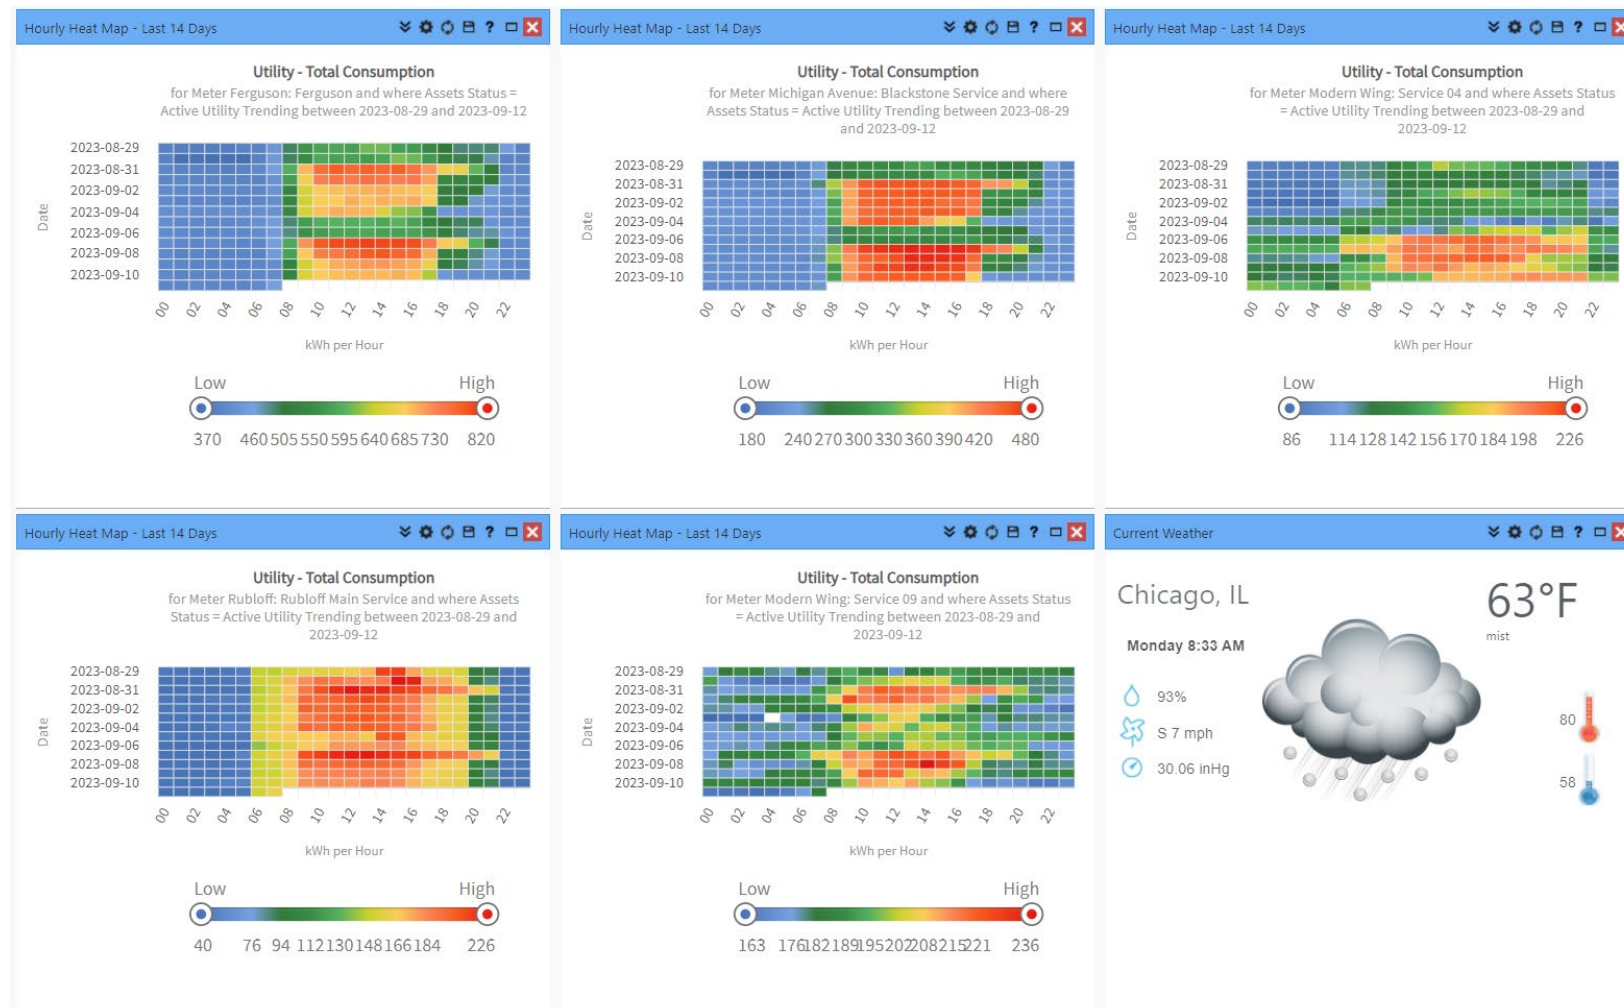 Hourly Heat Map - Last 14 Days
?
Utility - Total Consumption
for Meter Ferguson: Ferguson and where Assets Status =
Active Utility Trending between 2023-08-29 and 2023-09-12
Date
2023-08-29
2023-08-31
2023-09-02
2023-09-04
2023-09-06
2023-09-08
2023-09-10
00 02 04 06 08 10 12 14 16 18 20 22
kWh per Hour
Low High
370 460 505 550 595 640 685 730 820
Hourly Heat Map - Last 14 Days
?
Utility - Total Consumption
for Meter Michigan Avenue: Blackstone Service and where
Assets Status = Active Utility Trending between 2023-08-29
and 2023-09-12
Date
2023-08-29
2023-08-31
2023-09-02
2023-09-04
2023-09-06
2023-09-08
2023-09-10
00 02 04 06 08 10 12 14 16 18 20 22
kWh per Hour
Low High
180 240 270 300 330 360 390 420 480
Hourly Heat Map - Last 14 Days
?
Utility - Total Consumption
for Meter Modern Wing: Service 04 and where Assets Status
= Active Utility Trending between 2023-08-29 and
2023-09-12
Date
2023-08-29
2023-08-31
2023-09-02
2023-09-04
2023-09-06
2023-09-08
2023-09-10
00 02 04 06 08 10 12 14 16 18 20 22
kWh per Hour
Low High
86 114 128 142 156 170 184 198 226
Hourly Heat Map - Last 14 Days
?
Utility - Total Consumption
for Meter Rubloff: Rubloff Main Service and where Assets
Status = Active Utility Trending between 2023-08-29 and
2023-09-12
Date
2023-08-29
2023-08-31
2023-09-02
2023-09-04
2023-09-06
2023-09-08
2023-09-10
00 02 04 06 08 10 12 14 16 18 20 22
kWh per Hour
Low High
40 76 94 112 130 148 166 184 226
Hourly Heat Map - Last 14 Days
?
Utility - Total Consumption
for Meter Modern Wing: Service 09 and where Assets Status
= Active Utility Trending between 2023-08-29 and
2023-09-12
Date
2023-08-29
2023-08-31
2023-09-02
2023-09-04
2023-09-06
2023-09-08
2023-09-10
00 02 04 06 08 10 12 14 16 18 20 22
kWh per Hour
Low High
163 176 182 189 195 202 208 215 221 236
Current Weather
?
Chicago, IL
63°F
mist
Monday 8:33 AM
93%
S 7 mph
30.06 inHg
80
58